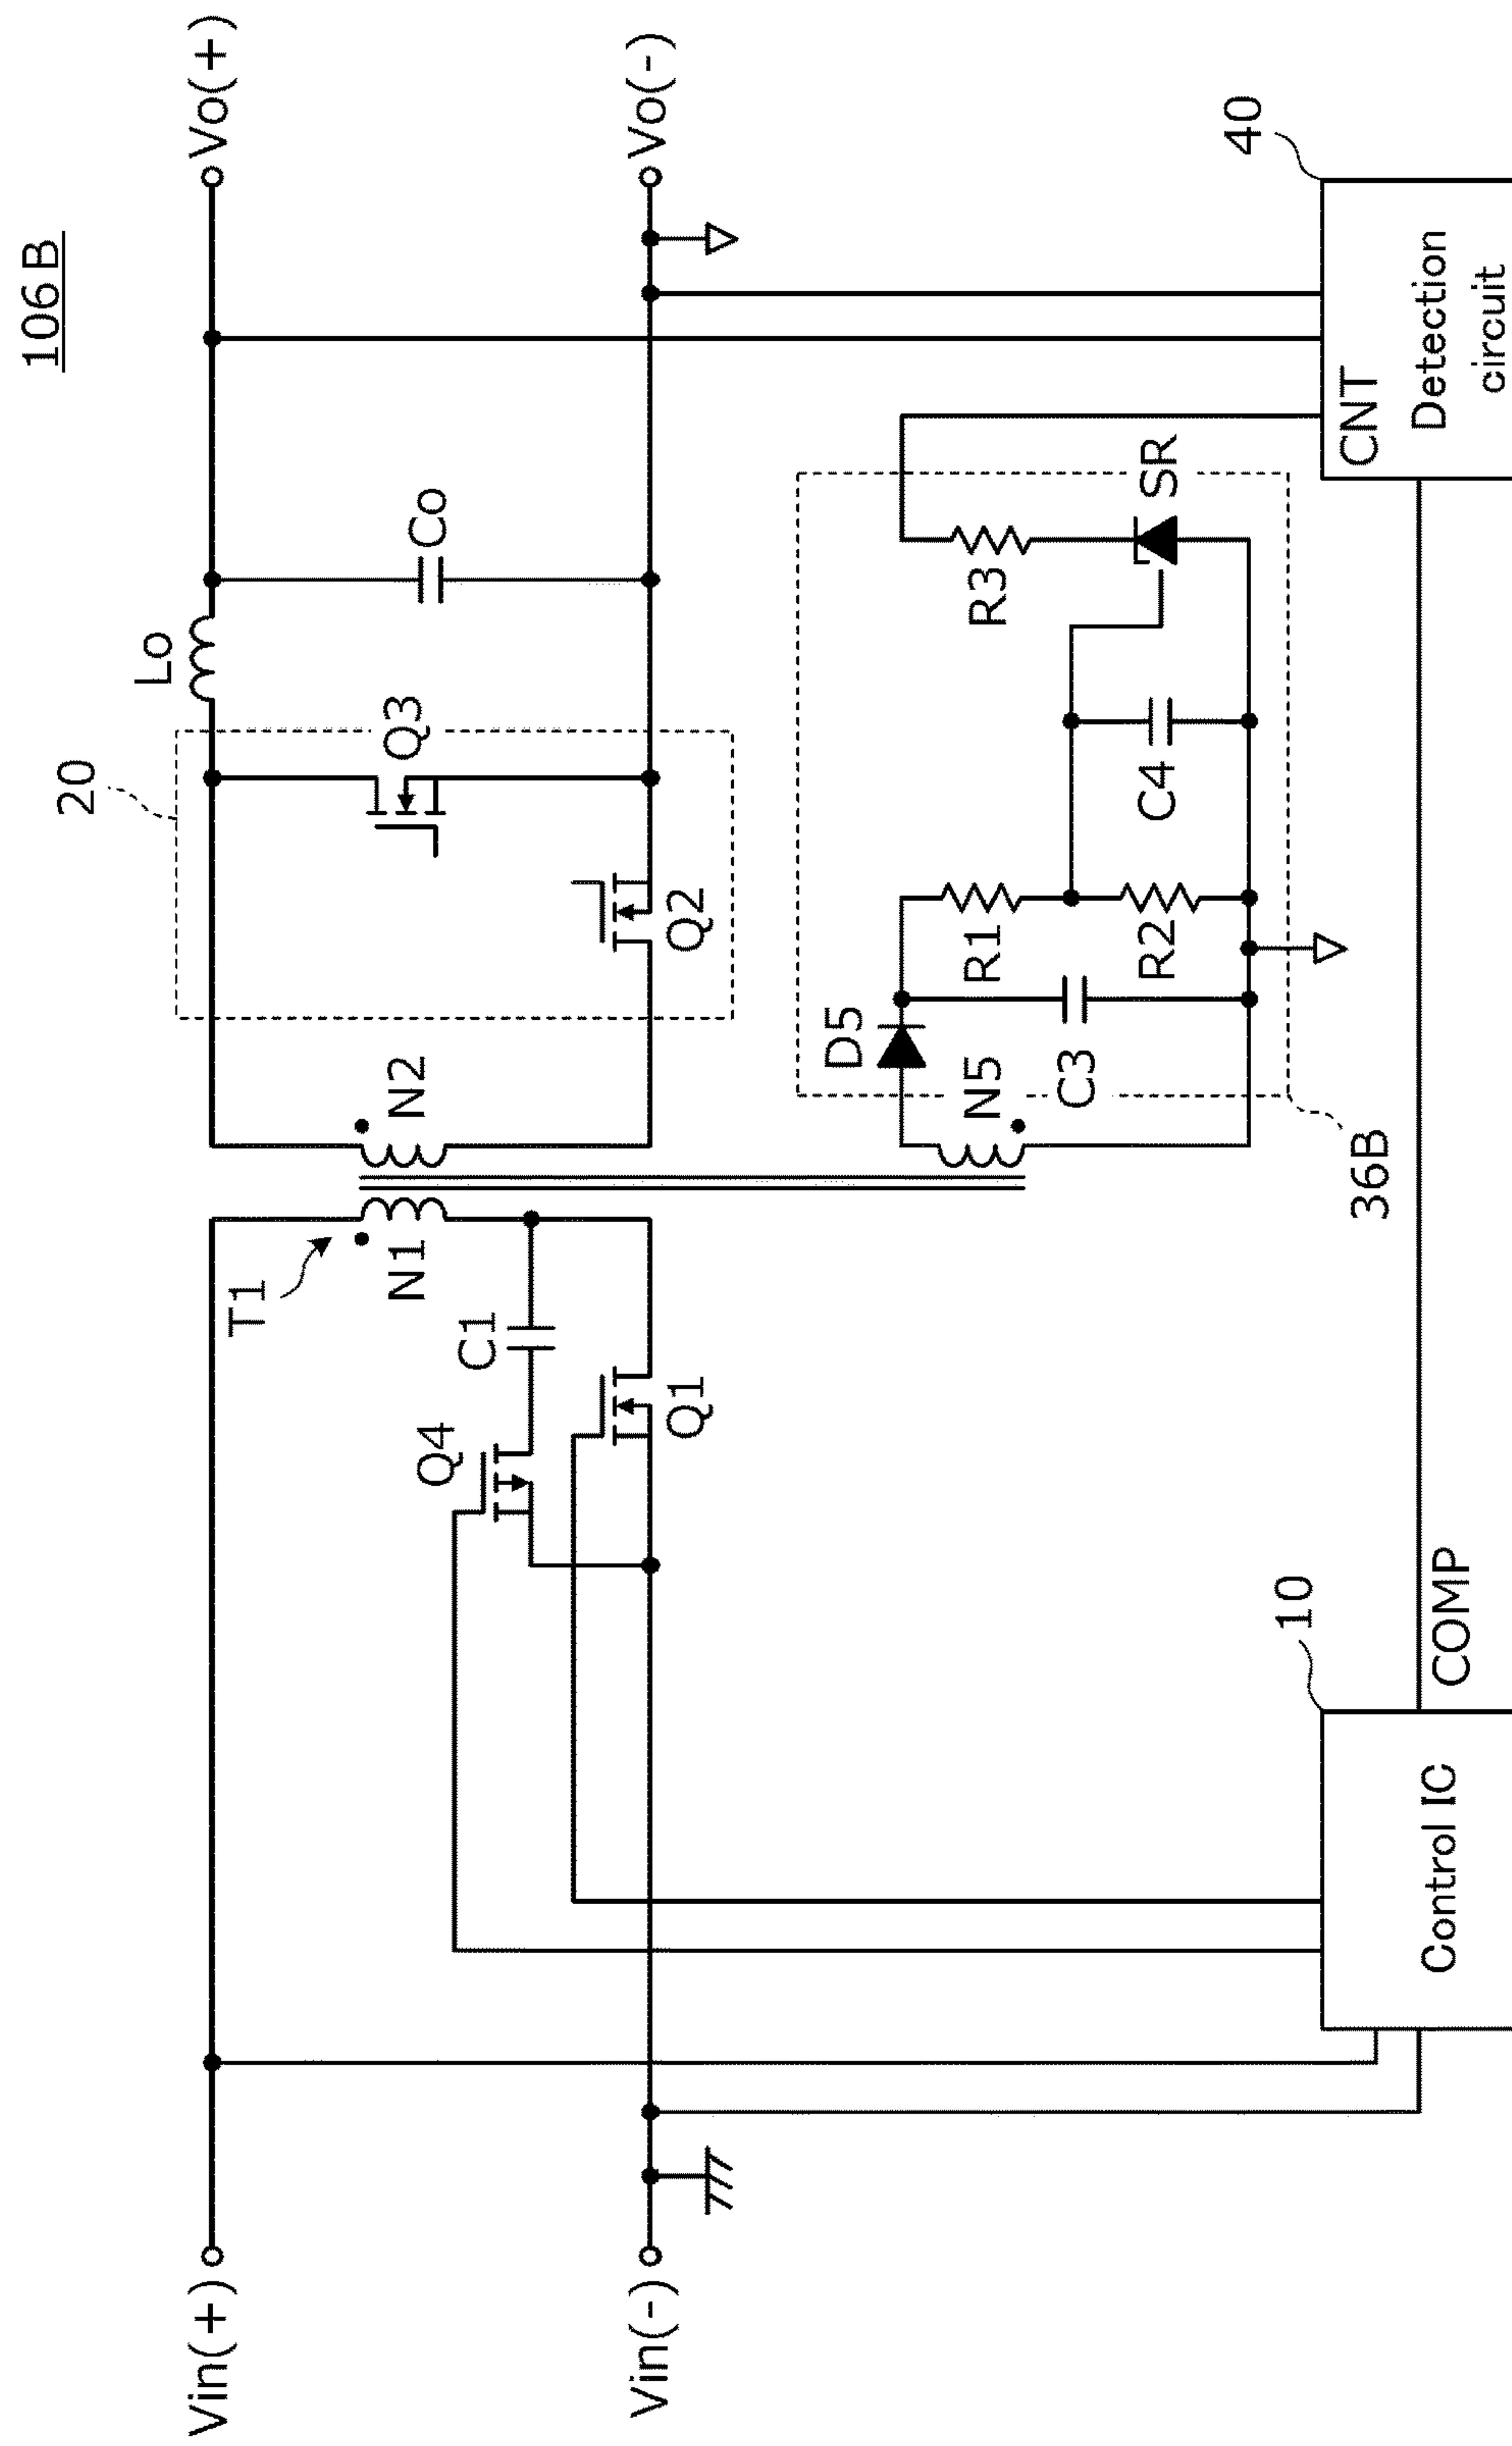 106B
Vin(+)
Vin(-)
T1
N1
N2
C1
Q4
Q1
20
Q3
Q2
Lo
Co
Vo(+)
Vo(-)
D5
N5
C3
R1
R2
C4
R3
SR
36B
10
Control IC
COMP
40
CNT
Detection
circuit